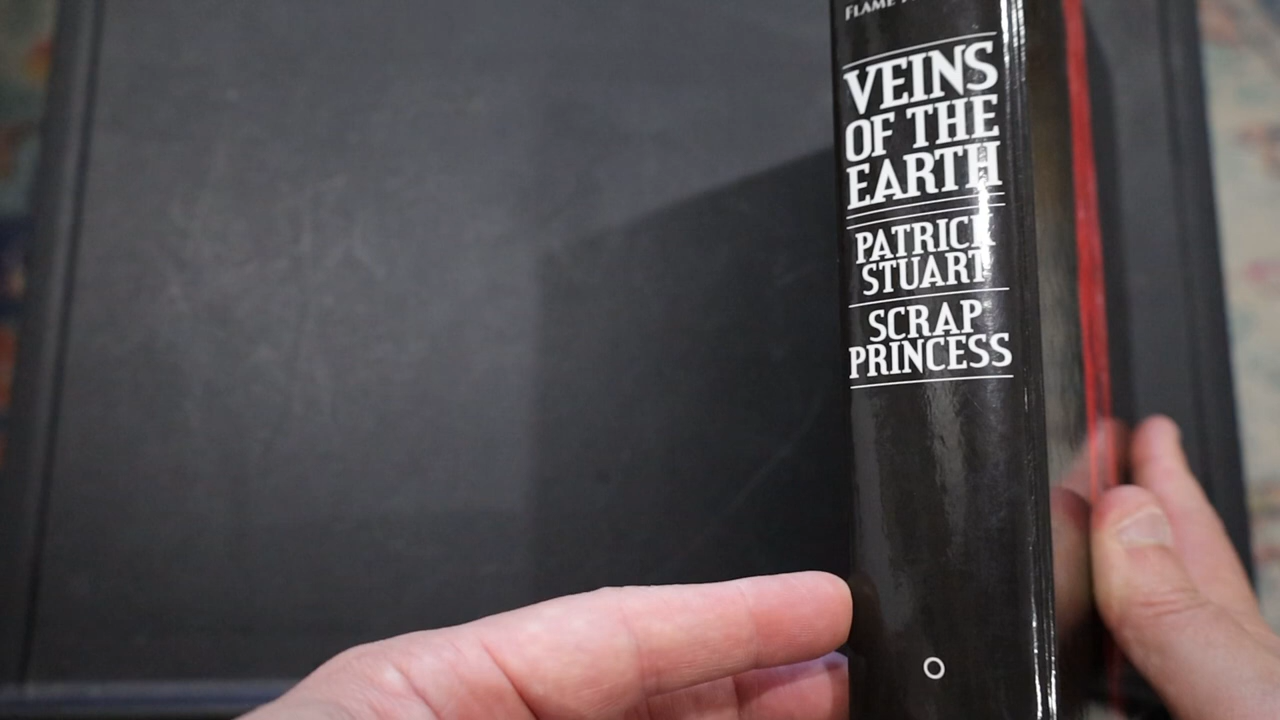 FLAME
VEINS
OF THE
EARTH
PATRICK
STUART
SCRAP
PRINCESS